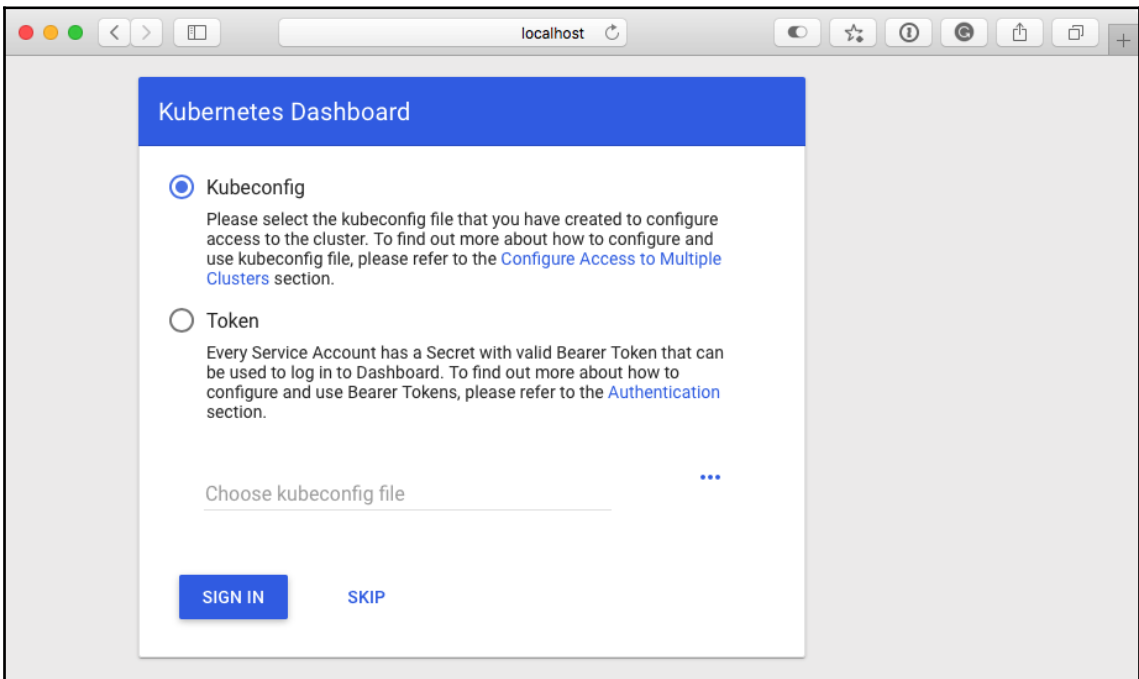 localhost
Kubernetes Dashboard
Kubeconfig
Please select the kubeconfig file that you have created to configure
access to the cluster. To find out more about how to configure and
use kubeconfig file, please refer to the Configure Access to Multiple
Clusters section.
Token
Every Service Account has a Secret with valid Bearer Token that can
be used to log in to Dashboard. To find out more about how to
configure and use Bearer Tokens, please refer to the Authentication
section.
Choose kubeconfig file
SIGN IN SKIP